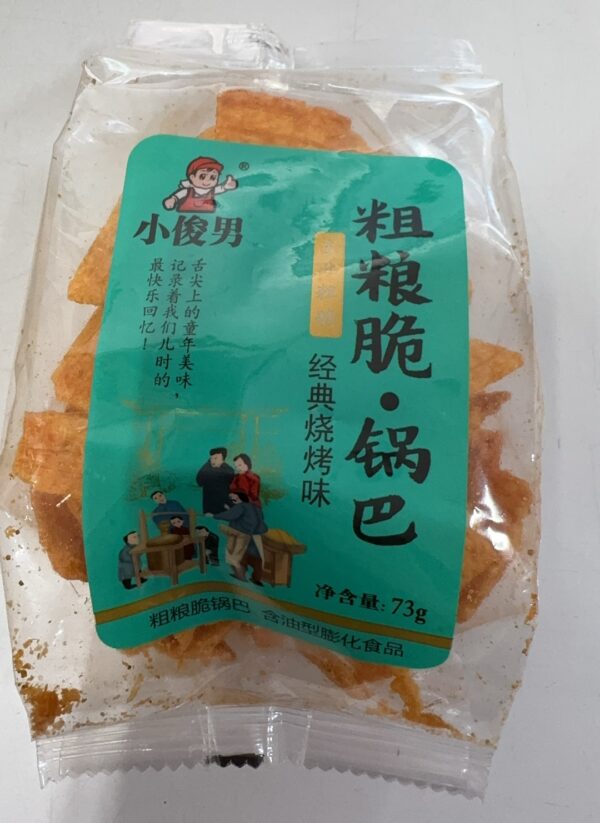 小俊男
®
粗粮脆·锅巴
经典烧烤味
舌尖上的童年美味，
记录着我们儿时的
最快乐回忆！
净含量: 73g
粗粮脆锅巴 含油型膨化食品